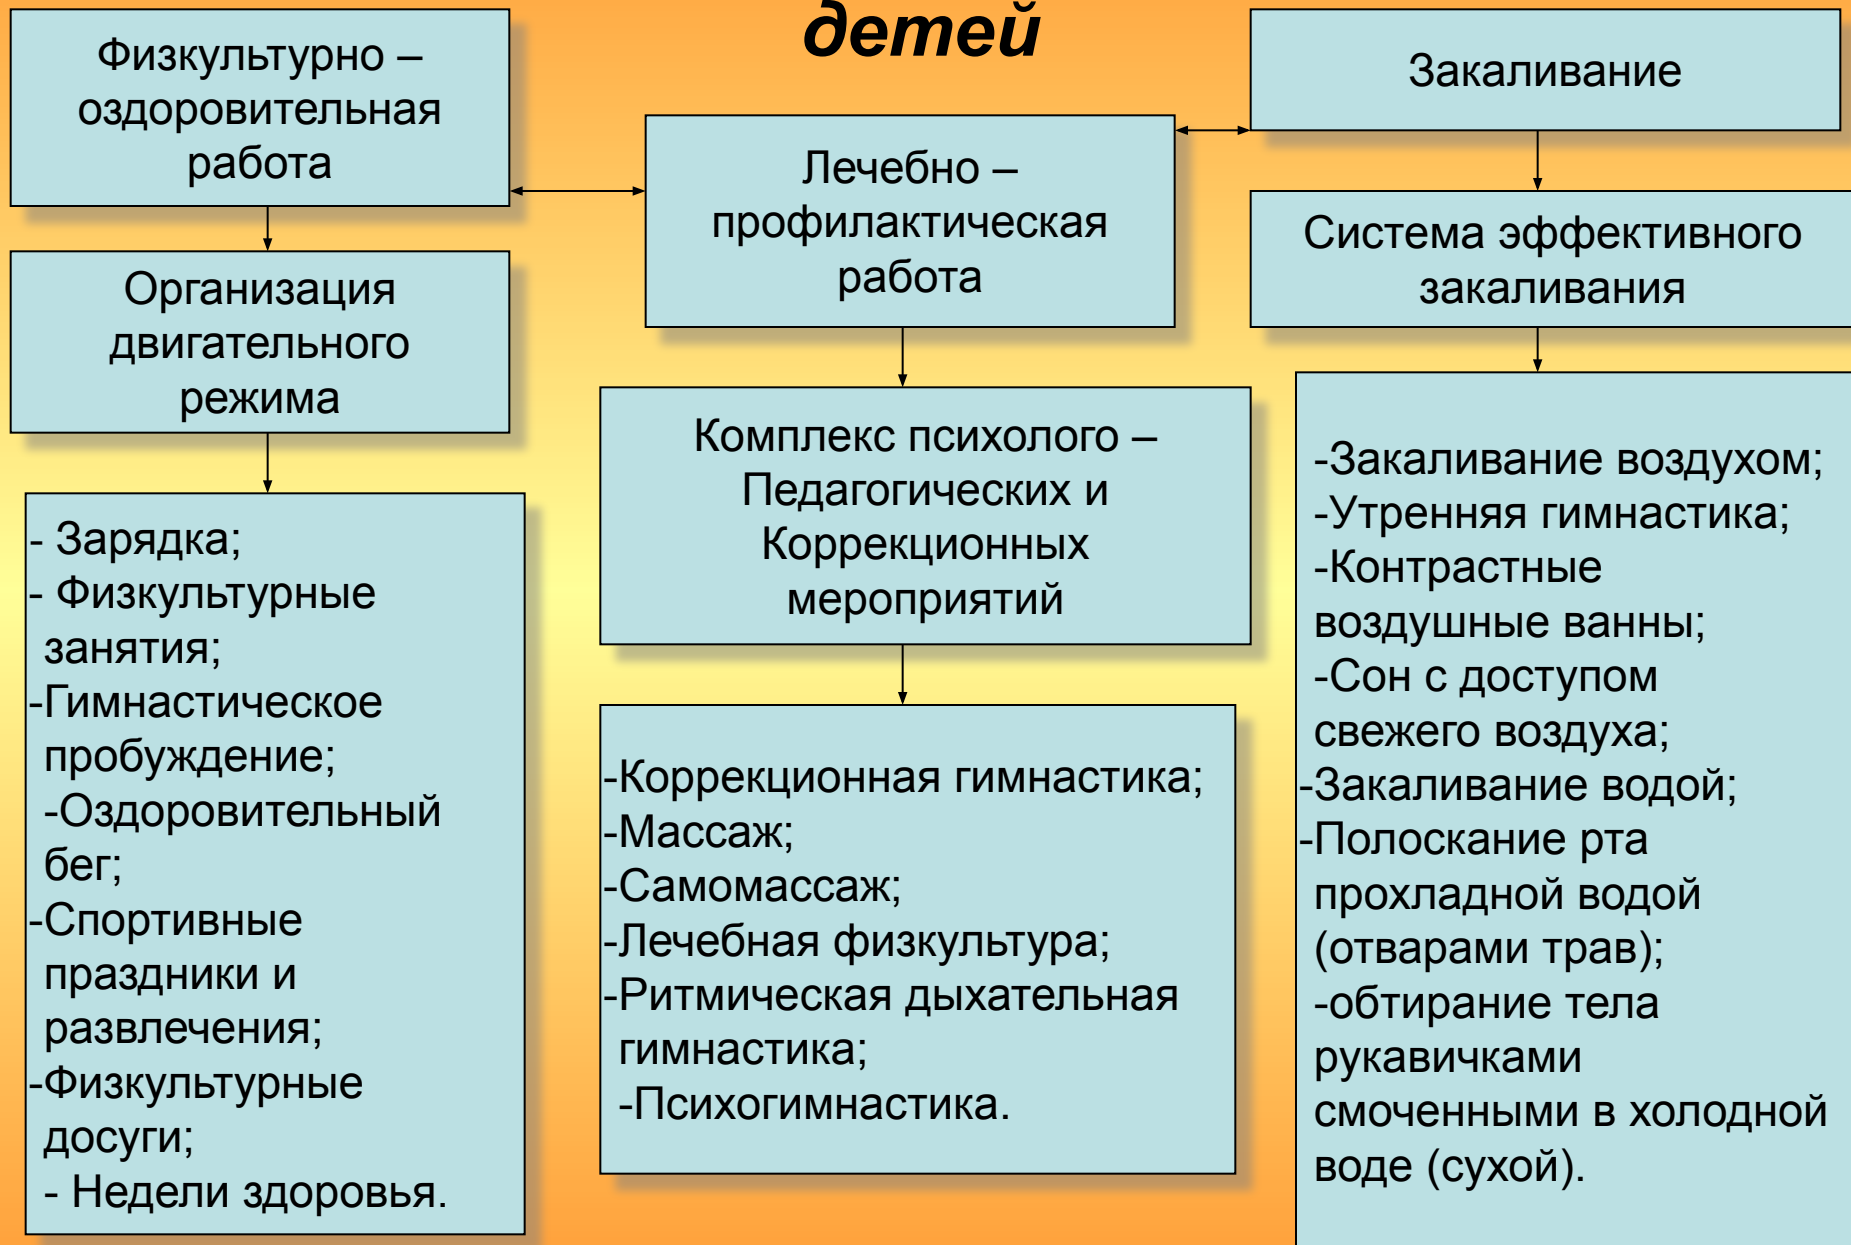 детей
Физкультурно –
оздоровительная
работа
Организация
двигательного
режима
- Зарядка;
- Физкультурные
занятия;
-Гимнастическое
пробуждение;
-Оздоровительный
бег;
-Спортивные
праздники и
развлечения;
-Физкультурные
досуги;
- Недели здоровья.
Лечебно –
профилактическая
работа
Комплекс психолого –
Педагогических и
Коррекционных
мероприятий
-Коррекционная гимнастика;
-Массаж;
-Самомассаж;
-Лечебная физкультура;
-Ритмическая дыхательная
гимнастика;
-Психогимнастика.
Закаливание
Система эффективного
закаливания
-Закаливание воздухом;
-Утренняя гимнастика;
-Контрастные
воздушные ванны;
-Сон с доступом
свежего воздуха;
-Закаливание водой;
-Полоскание рта
прохладной водой
(отварами трав);
-обтирание тела
рукавичками
смоченными в холодной
воде (сухой).